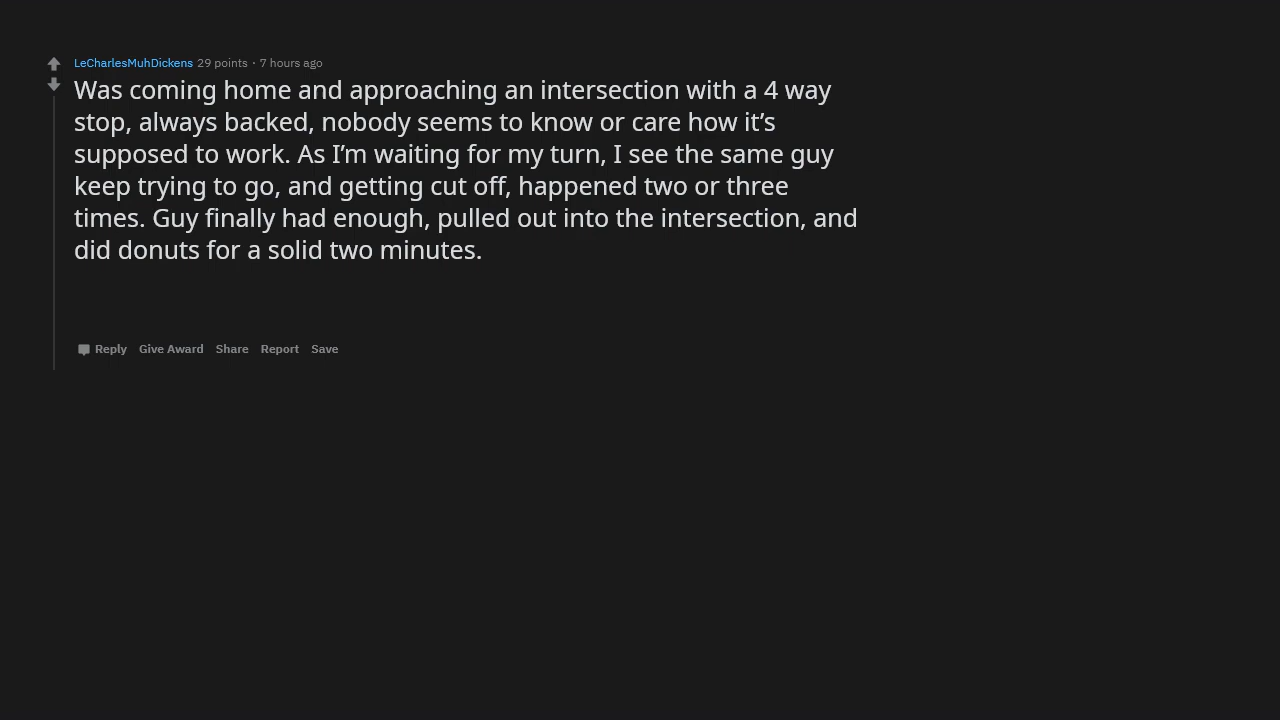 LeCharlesMuhDickens 29 points · 7 hours ago
Was coming home and approaching an intersection with a 4 way
stop, always backed, nobody seems to know or care how it’s
supposed to work. As I’m waiting for my turn, I see the same guy
keep trying to go, and getting cut off, happened two or three
times. Guy finally had enough, pulled out into the intersection, and
did donuts for a solid two minutes.
Reply Give Award Share Report Save